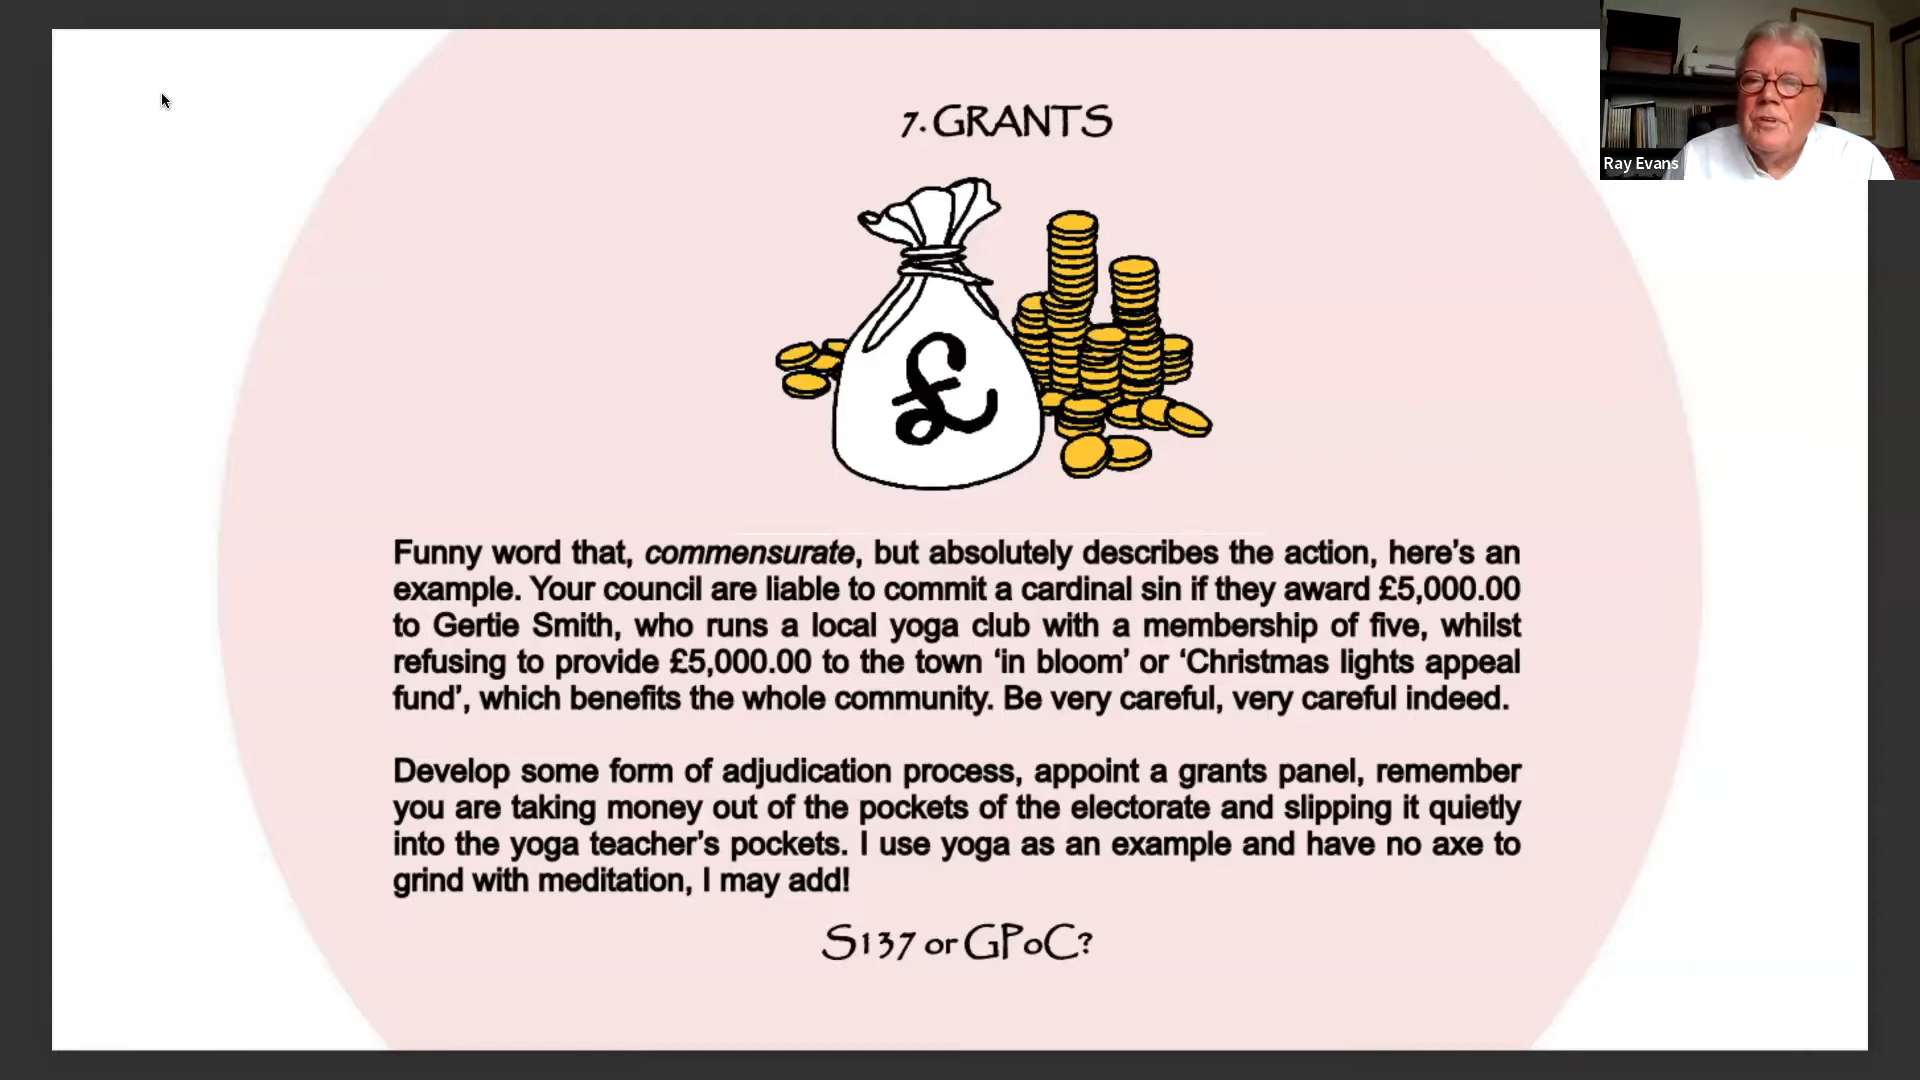 7. GRANTS
Ray Evans
£
Funny word that, commensurate, but absolutely describes the action, here's an
example. Your council are liable to commit a cardinal sin if they award £5,000.00
to Gertie Smith, who runs a local yoga club with a membership of five, whilst
refusing to provide £5,000.00 to the town ‘in bloom’ or ‘Christmas lights appeal
fund’, which benefits the whole community. Be very careful, very careful indeed.
Develop some form of adjudication process, appoint a grants panel, remember
you are taking money out of the pockets of the electorate and slipping it quietly
into the yoga teacher’s pockets. I use yoga as an example and have no axe to
grind with meditation, I may add!
S137 or GPoC?